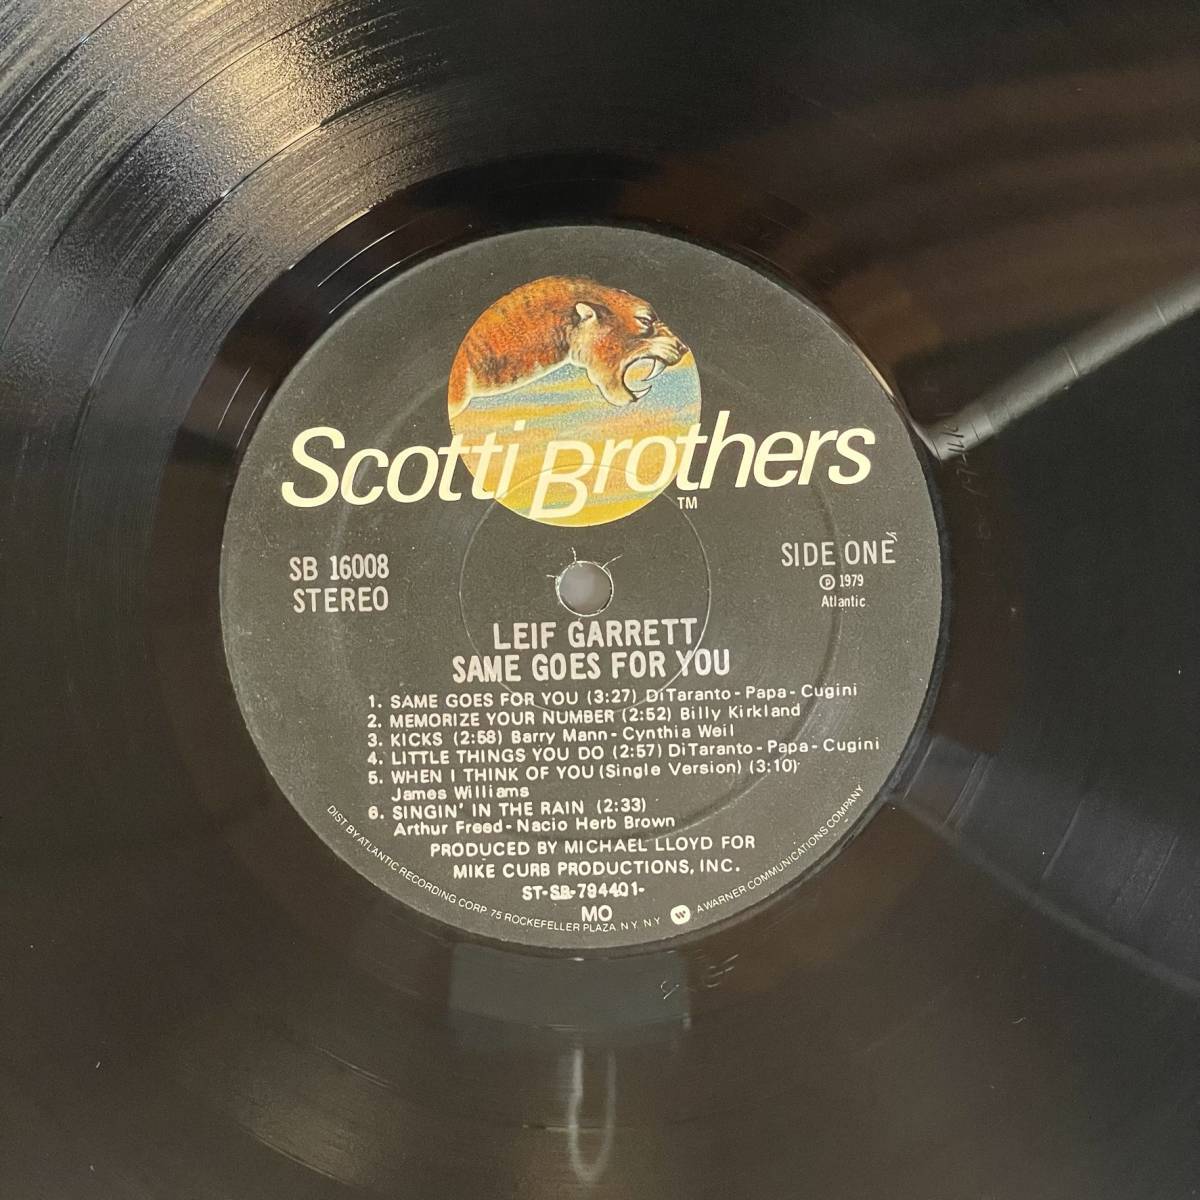 Scotti Brothers
TM
SB 16008
STEREO
SIDE ONE
℗ 1979
Atlantic
LEIF GARRETT
SAME GOES FOR YOU
1. SAME GOES FOR YOU (3:27) DiTaranto - Papa - Cugini
2. MEMORIZE YOUR NUMBER (2:52) Billy Kirkland
3. KICKS (2:58) Barry Mann - Cynthia Weil
4. LITTLE THINGS YOU DO (2:57) DiTaranto - Papa - Cugini
5. WHEN I THINK OF YOU (Single Version) (3:10)
James Williams
6. SINGIN' IN THE RAIN (2:33)
Arthur Freed - Nacio Herb Brown
PRODUCED BY MICHAEL LLOYD FOR
MIKE CURB PRODUCTIONS, INC.
ST-SB-794401-
MO
DIST BY ATLANTIC RECORDING CORP 75 ROCKEFELLER PLAZA N Y N Y A WARNER COMMUNICATIONS COMPANY